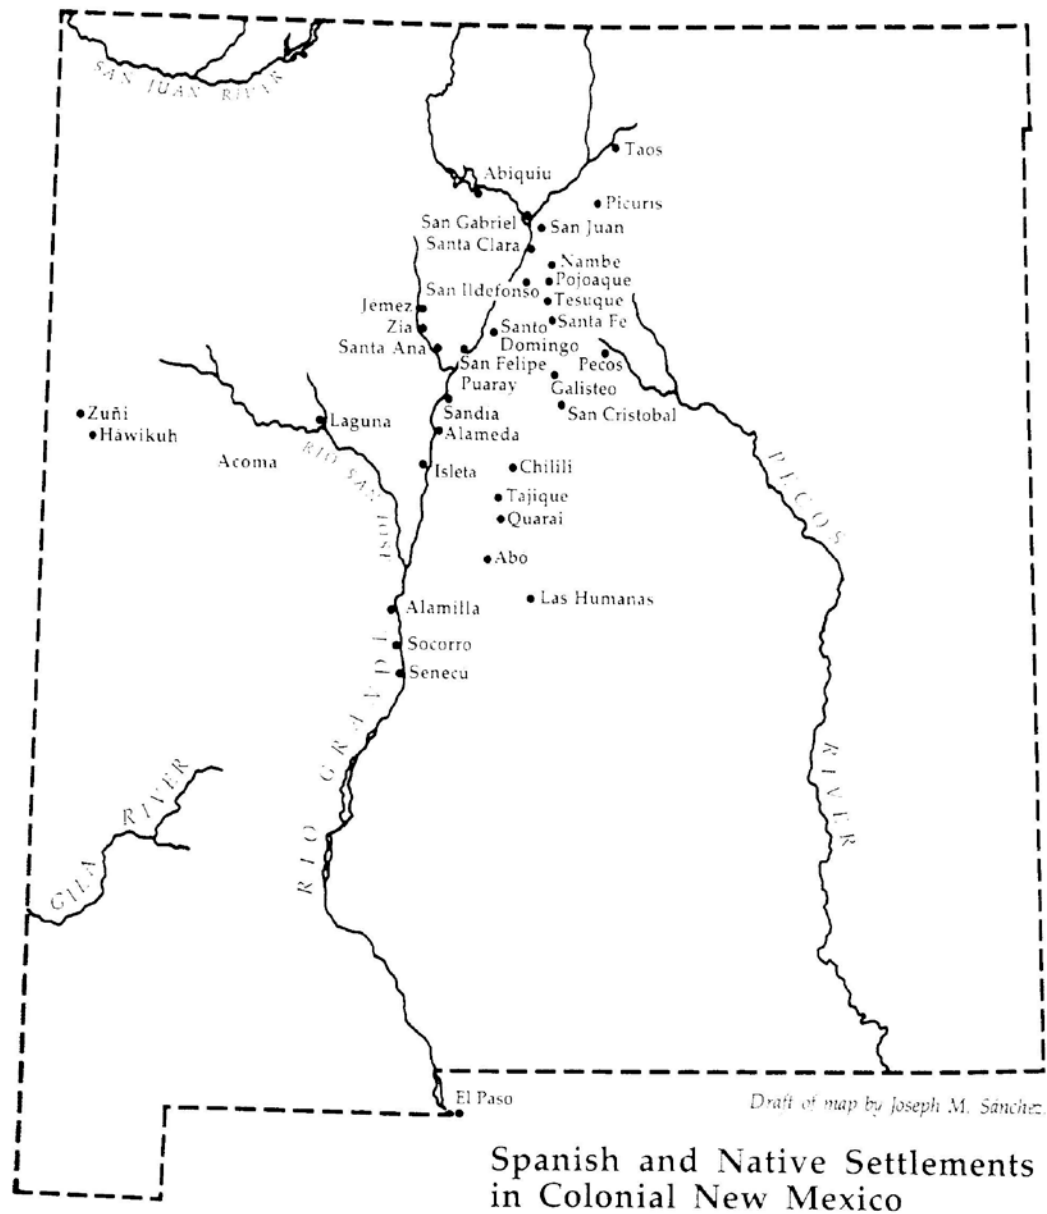 SAN JUAN RIVER
Taos
Abiquiu
Picuris
San Gabriel
San Juan
Santa Clara
Nambe
Pojoaque
San Ildefonso
Tesuque
Jemez
Santa Fe
Zia
Santo
Domingo
Santa Ana
San Felipe
Pecos
Puaray
Galisteo
Zuñi
Laguna
Sandia
San Cristobal
Háwikuh
Alameda
Acoma
RIO SAN JOSE
Isleta
Chilili
PECOS RIVER
Tajique
Quarai
Abo
Alamilla
Las Humanas
Socorro
Senecú
RIO GRANDE
GILA RIVER
El Paso
Draft of map by Joseph M. Sánchez.
Spanish and Native Settlements
in Colonial New Mexico